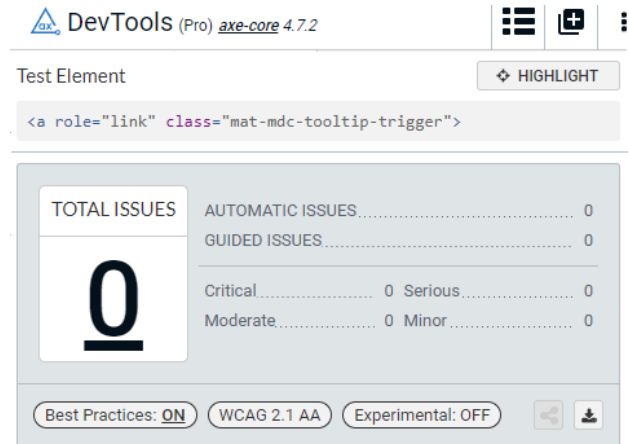 ax DevTools (Pro) axe-core 4.7.2
Test Element
HIGHLIGHT
<a role="link" class="mat-mdc-tooltip-trigger">
TOTAL ISSUES
0
AUTOMATIC ISSUES 0
GUIDED ISSUES 0
Critical 0 Serious 0
Moderate 0 Minor 0
Best Practices: ON WCAG 2.1 AA Experimental: OFF